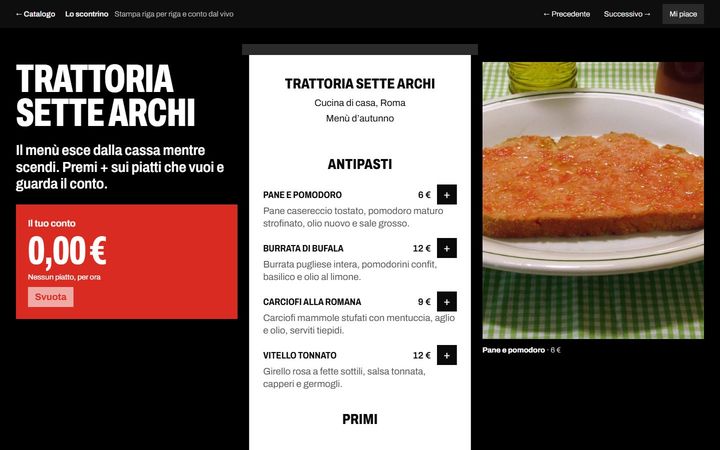 ← Catalogo Lo scontrino Stampa riga per riga e conto dal vivo
← Precedente Successivo → Mi piace
TRATTORIA
SETTE ARCHI
Il menù esce dalla cassa mentre
scendi. Premi + sui piatti che vuoi e
guarda il conto.
Il tuo conto
0,00 €
Nessun piatto, per ora
Svuota
TRATTORIA SETTE ARCHI
Cucina di casa, Roma
Menù d'autunno
ANTIPASTI
PANE E POMODORO 6 € +
Pane casereccio tostato, pomodoro maturo
strofinato, olio nuovo e sale grosso.
BURRATA DI BUFALA 12 € +
Burrata pugliese intera, pomodorini confit,
basilico e olio al limone.
CARCIOFI ALLA ROMANA 9 € +
Carciofi mammole stufati con mentuccia, aglio
e olio, serviti tiepidi.
VITELLO TONNATO 12 € +
Girello rosa a fette sottili, salsa tonnata,
capperi e germogli.
PRIMI
Pane e pomodoro · 6 €